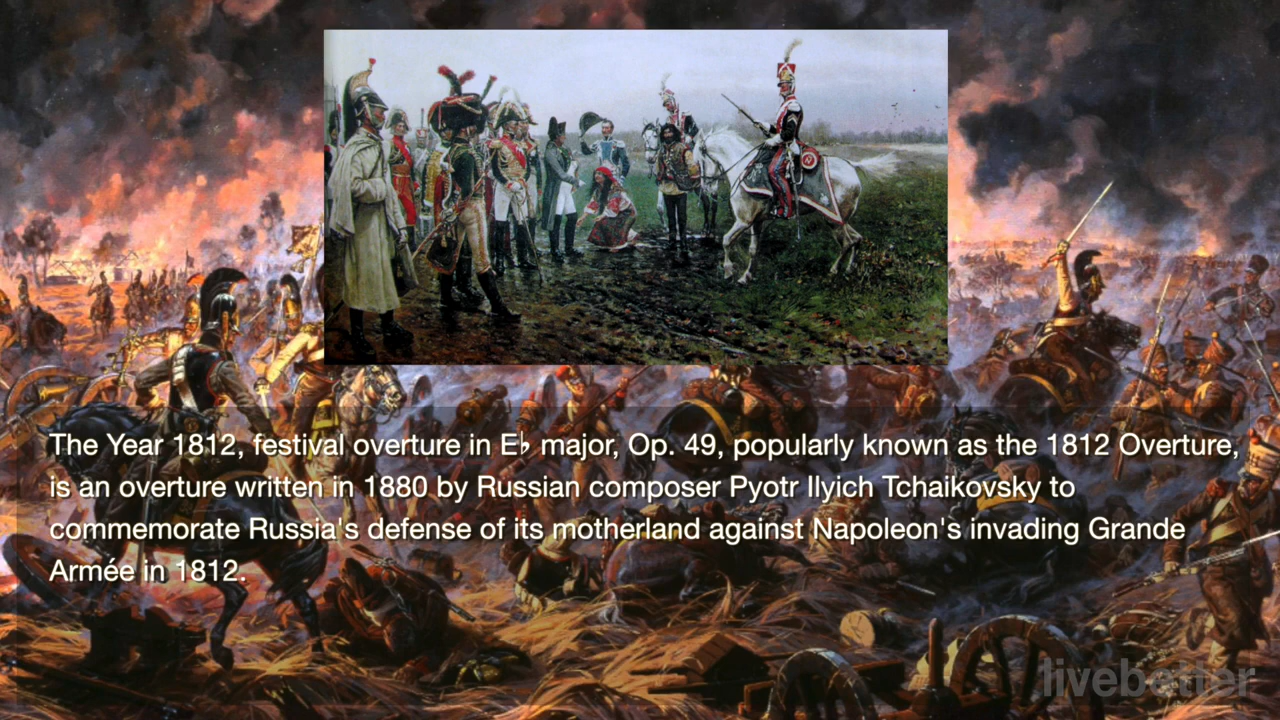 The Year 1812, festival overture in E♭ major, Op. 49, popularly known as the 1812 Overture,
is an overture written in 1880 by Russian composer Pyotr Ilyich Tchaikovsky to
commemorate Russia's defense of its motherland against Napoleon's invading Grande
Armée in 1812.
livebetter